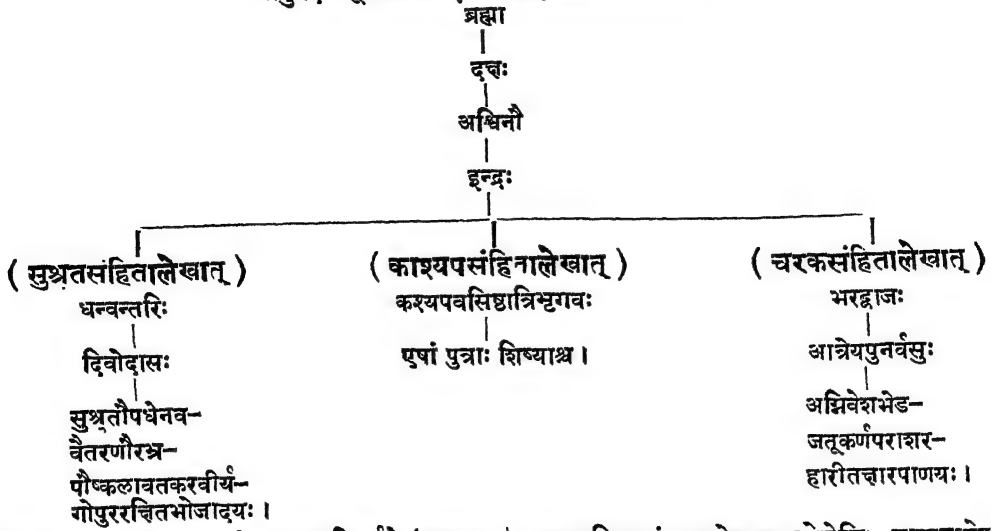 ब्रह्मा
दक्षः
अश्विनौ
इन्द्रः
( सुश्रुतसंहितालेखात् )
धन्वन्तरिः
दिवोदासः
सुश्रुतौपधेनव-
वैतरणौरभ्र-
पौष्कलावतकरवीर्य-
गोपुररक्षितभोजादयः ।
( काश्यपसंहितालेखात् )
कश्यपवसिष्ठात्रिभृगवः
एषां पुत्राः शिष्याश्च ।
( चरकसंहितालेखात् )
भरद्वाजः
आत्रेयपुनर्वसुः
अग्निवेशभेड-
जतूकर्णपराशर-
हारीतक्षारपाणयः ।